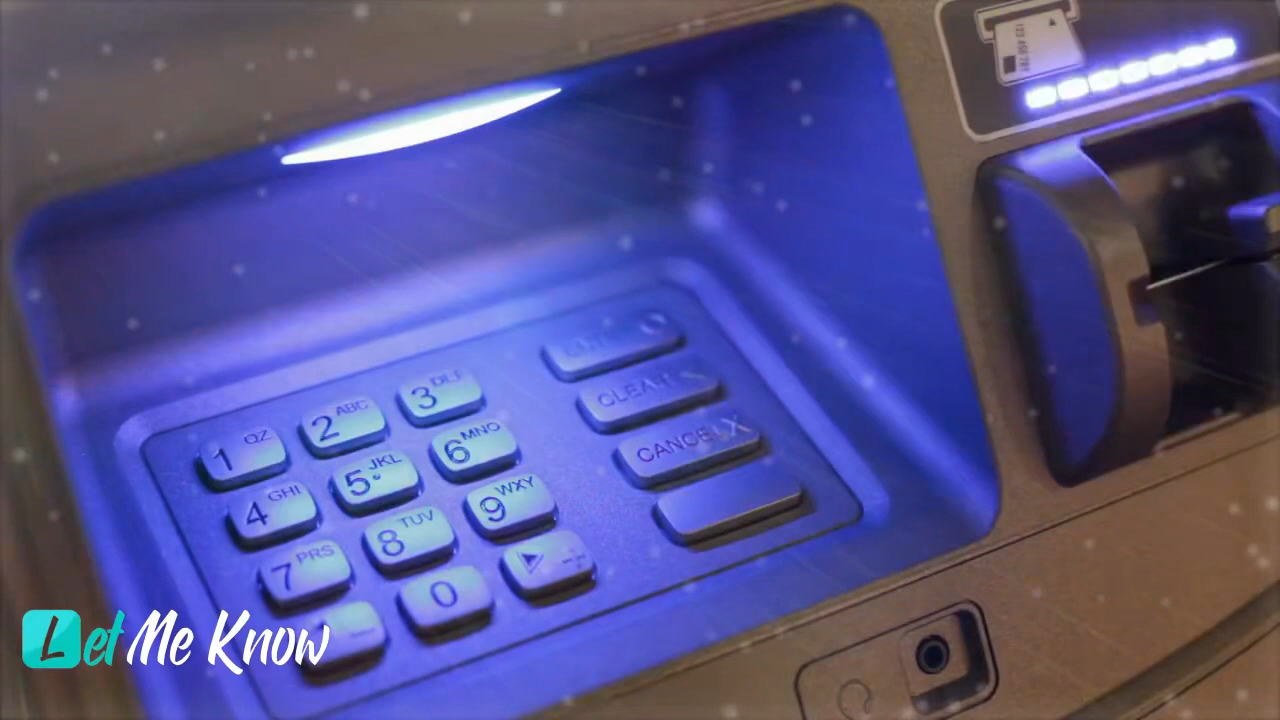 1 QZ 2 ABC 3 DEF
4 GHI 5 JKL 6 MNO
CLEAR
7 PRS 8 TUV 9 WXY
CANCEL X
0
Let Me Know